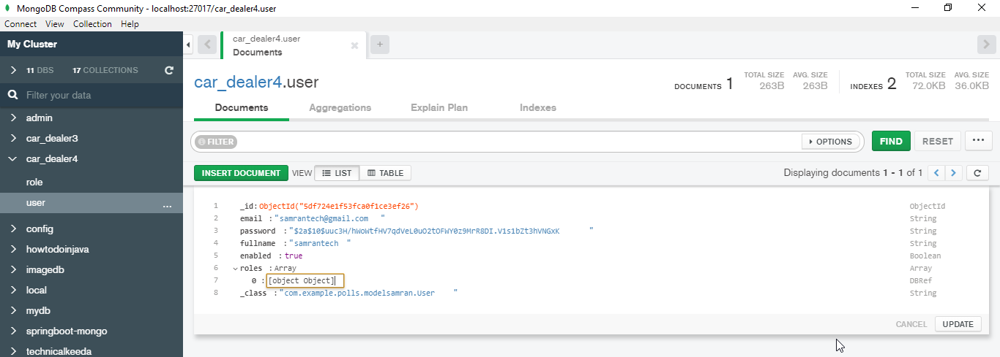 MongoDB Compass Community - localhost:27017/car_dealer4.user
Connect View Collection Help
My Cluster
11 DBS 17 COLLECTIONS
Filter your data
admin
car_dealer3
car_dealer4
role
user ...
config
howtodoinjava
imagedb
local
mydb
springboot-mongo
technicalkeeda
car_dealer4.user
Documents
car_dealer4.user
DOCUMENTS 1 TOTAL SIZE 263B AVG. SIZE 263B INDEXES 2 TOTAL SIZE 72.0KB AVG. SIZE 36.0KB
Documents Aggregations Explain Plan Indexes
FILTER OPTIONS FIND RESET ...
INSERT DOCUMENT VIEW LIST TABLE Displaying documents 1 - 1 of 1
1 _id: ObjectId("5df724e1f53fca0f1ce3ef26") ObjectId
2 email : "samrantech@gmail.com " String
3 password : "$2a$10$uuc3H/hWoWtfHV7qdVeL0uO2tOFWY0z9MrR8DI.V1s1bZt3hVNGxK " String
4 fullname : "samrantech " String
5 enabled : true Boolean
6 roles : Array Array
7 0 : [object Object] DBRef
8 _class : "com.example.polls.modelsamran.User " String
CANCEL UPDATE